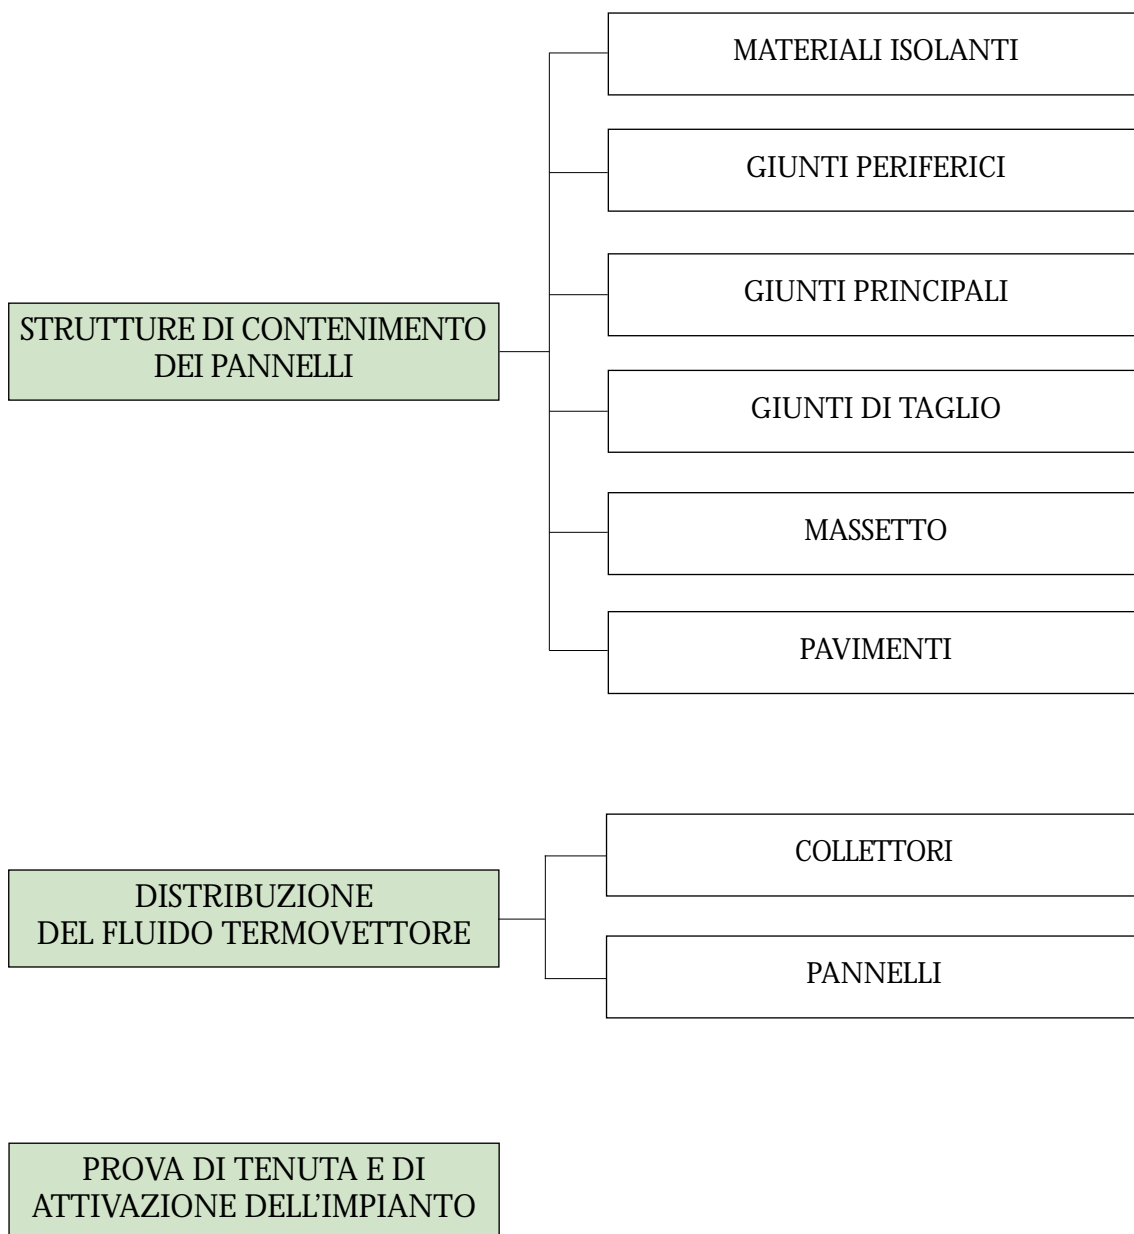 STRUTTURE DI CONTENIMENTO
DEI PANNELLI
MATERIALI ISOLANTI
GIUNTI PERIFERICI
GIUNTI PRINCIPALI
GIUNTI DI TAGLIO
MASSETTO
PAVIMENTI
DISTRIBUZIONE
DEL FLUIDO TERMOVETTORE
COLLETTORI
PANNELLI
PROVA DI TENUTA E DI
ATTIVAZIONE DELL'IMPIANTO